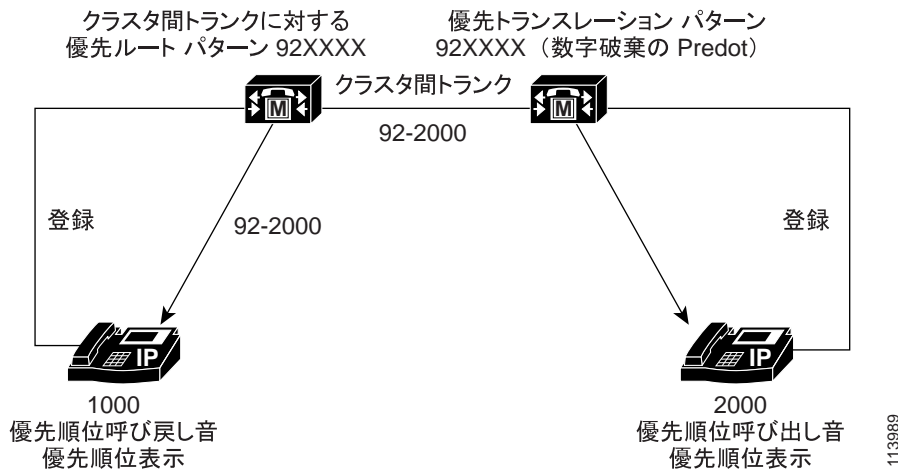 クラスタ間トランクに対する
優先ルート パターン 92XXXX
優先トランスレーション パターン
92XXXX（数字破棄の Predot）
M
クラスタ間トランク
M
92-2000
登録
92-2000
登録
IP
IP
1000
優先順位呼び戻し音
優先順位表示
2000
優先順位呼び出し音
優先順位表示
113989